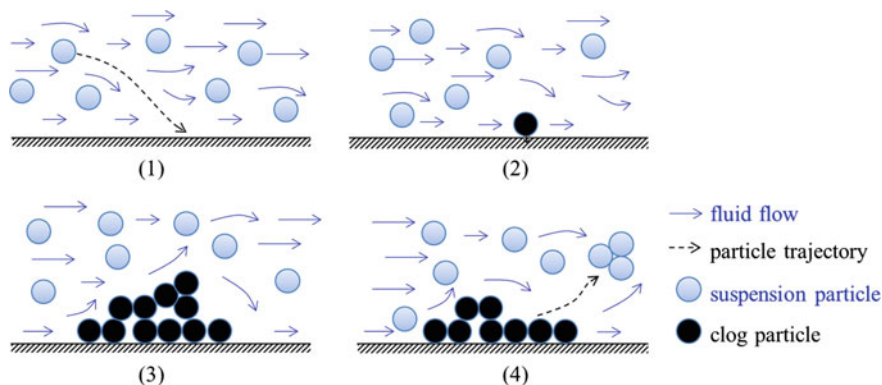 (1)
(2)
(3)
(4)
fluid flow
particle trajectory
suspension particle
clog particle